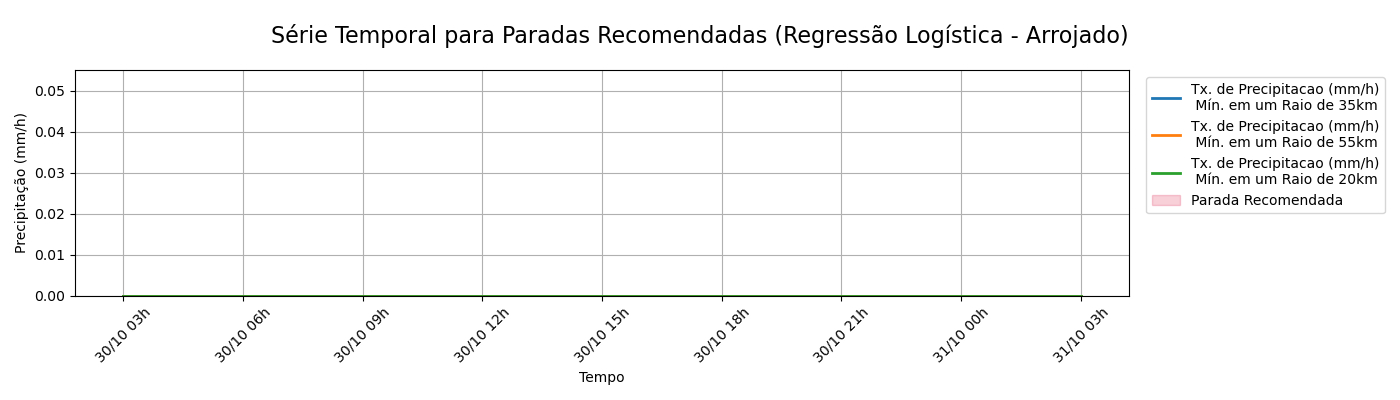 Série Temporal para Paradas Recomendadas (Regressão Logística - Arrojado)
Precipitação (mm/h)
0.05
0.04
0.03
0.02
0.01
0.00
30/10 03h
30/10 06h
30/10 09h
30/10 12h
30/10 15h
30/10 18h
30/10 21h
31/10 00h
31/10 03h
Tempo
Tx. de Precipitacao (mm/h)
Mín. em um Raio de 35km
Tx. de Precipitacao (mm/h)
Mín. em um Raio de 55km
Tx. de Precipitacao (mm/h)
Mín. em um Raio de 20km
Parada Recomendada